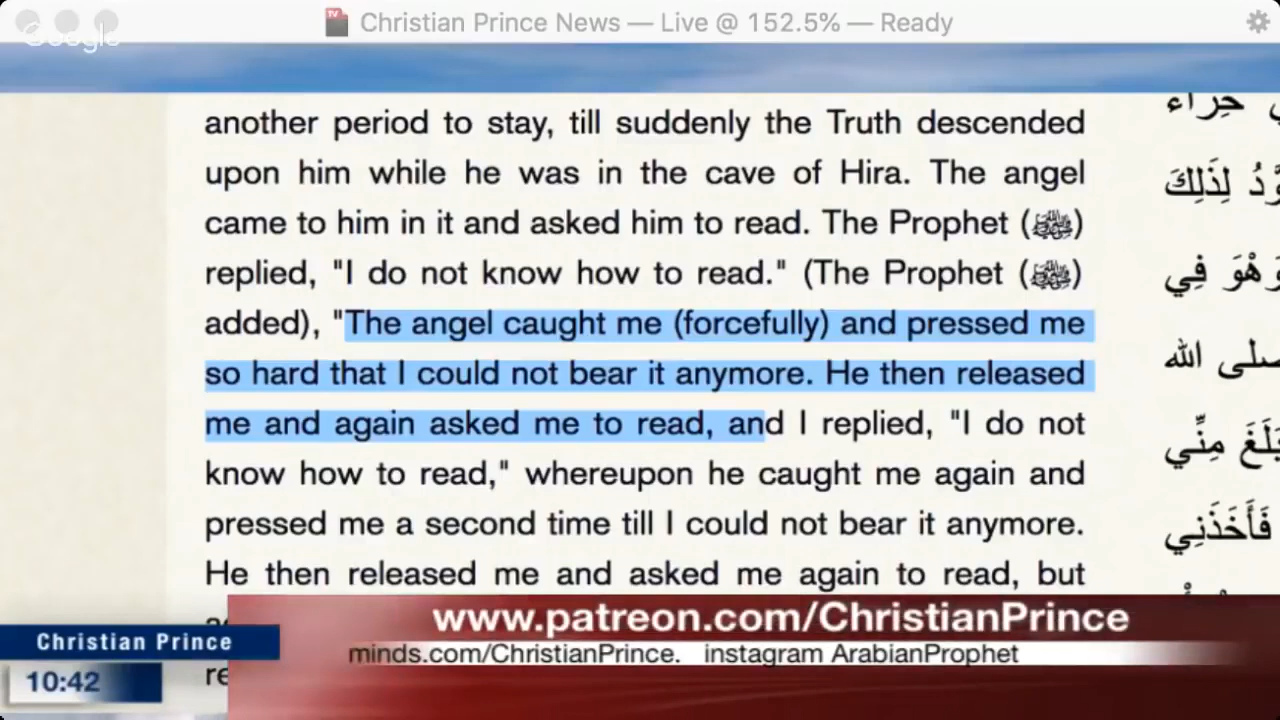 Christian Prince News — Live @ 152.5% — Ready
Google
another period to stay, till suddenly the Truth descended
upon him while he was in the cave of Hira. The angel
came to him in it and asked him to read. The Prophet (ﷺ)
replied, "I do not know how to read." (The Prophet (ﷺ)
added), "The angel caught me (forcefully) and pressed me
so hard that I could not bear it anymore. He then released
me and again asked me to read, and I replied, "I do not
know how to read," whereupon he caught me again and
pressed me a second time till I could not bear it anymore.
He then released me and asked me again to read, but
re
حِرَاءٍ
لِذَلِكَ
وَهْوَ فِي
صلى الله
بَلَغَ مِنِّي
فَأَخَذَنِي
www.patreon.com/ChristianPrince
minds.com/ChristianPrince. instagram ArabianProphet
Christian Prince
10:42